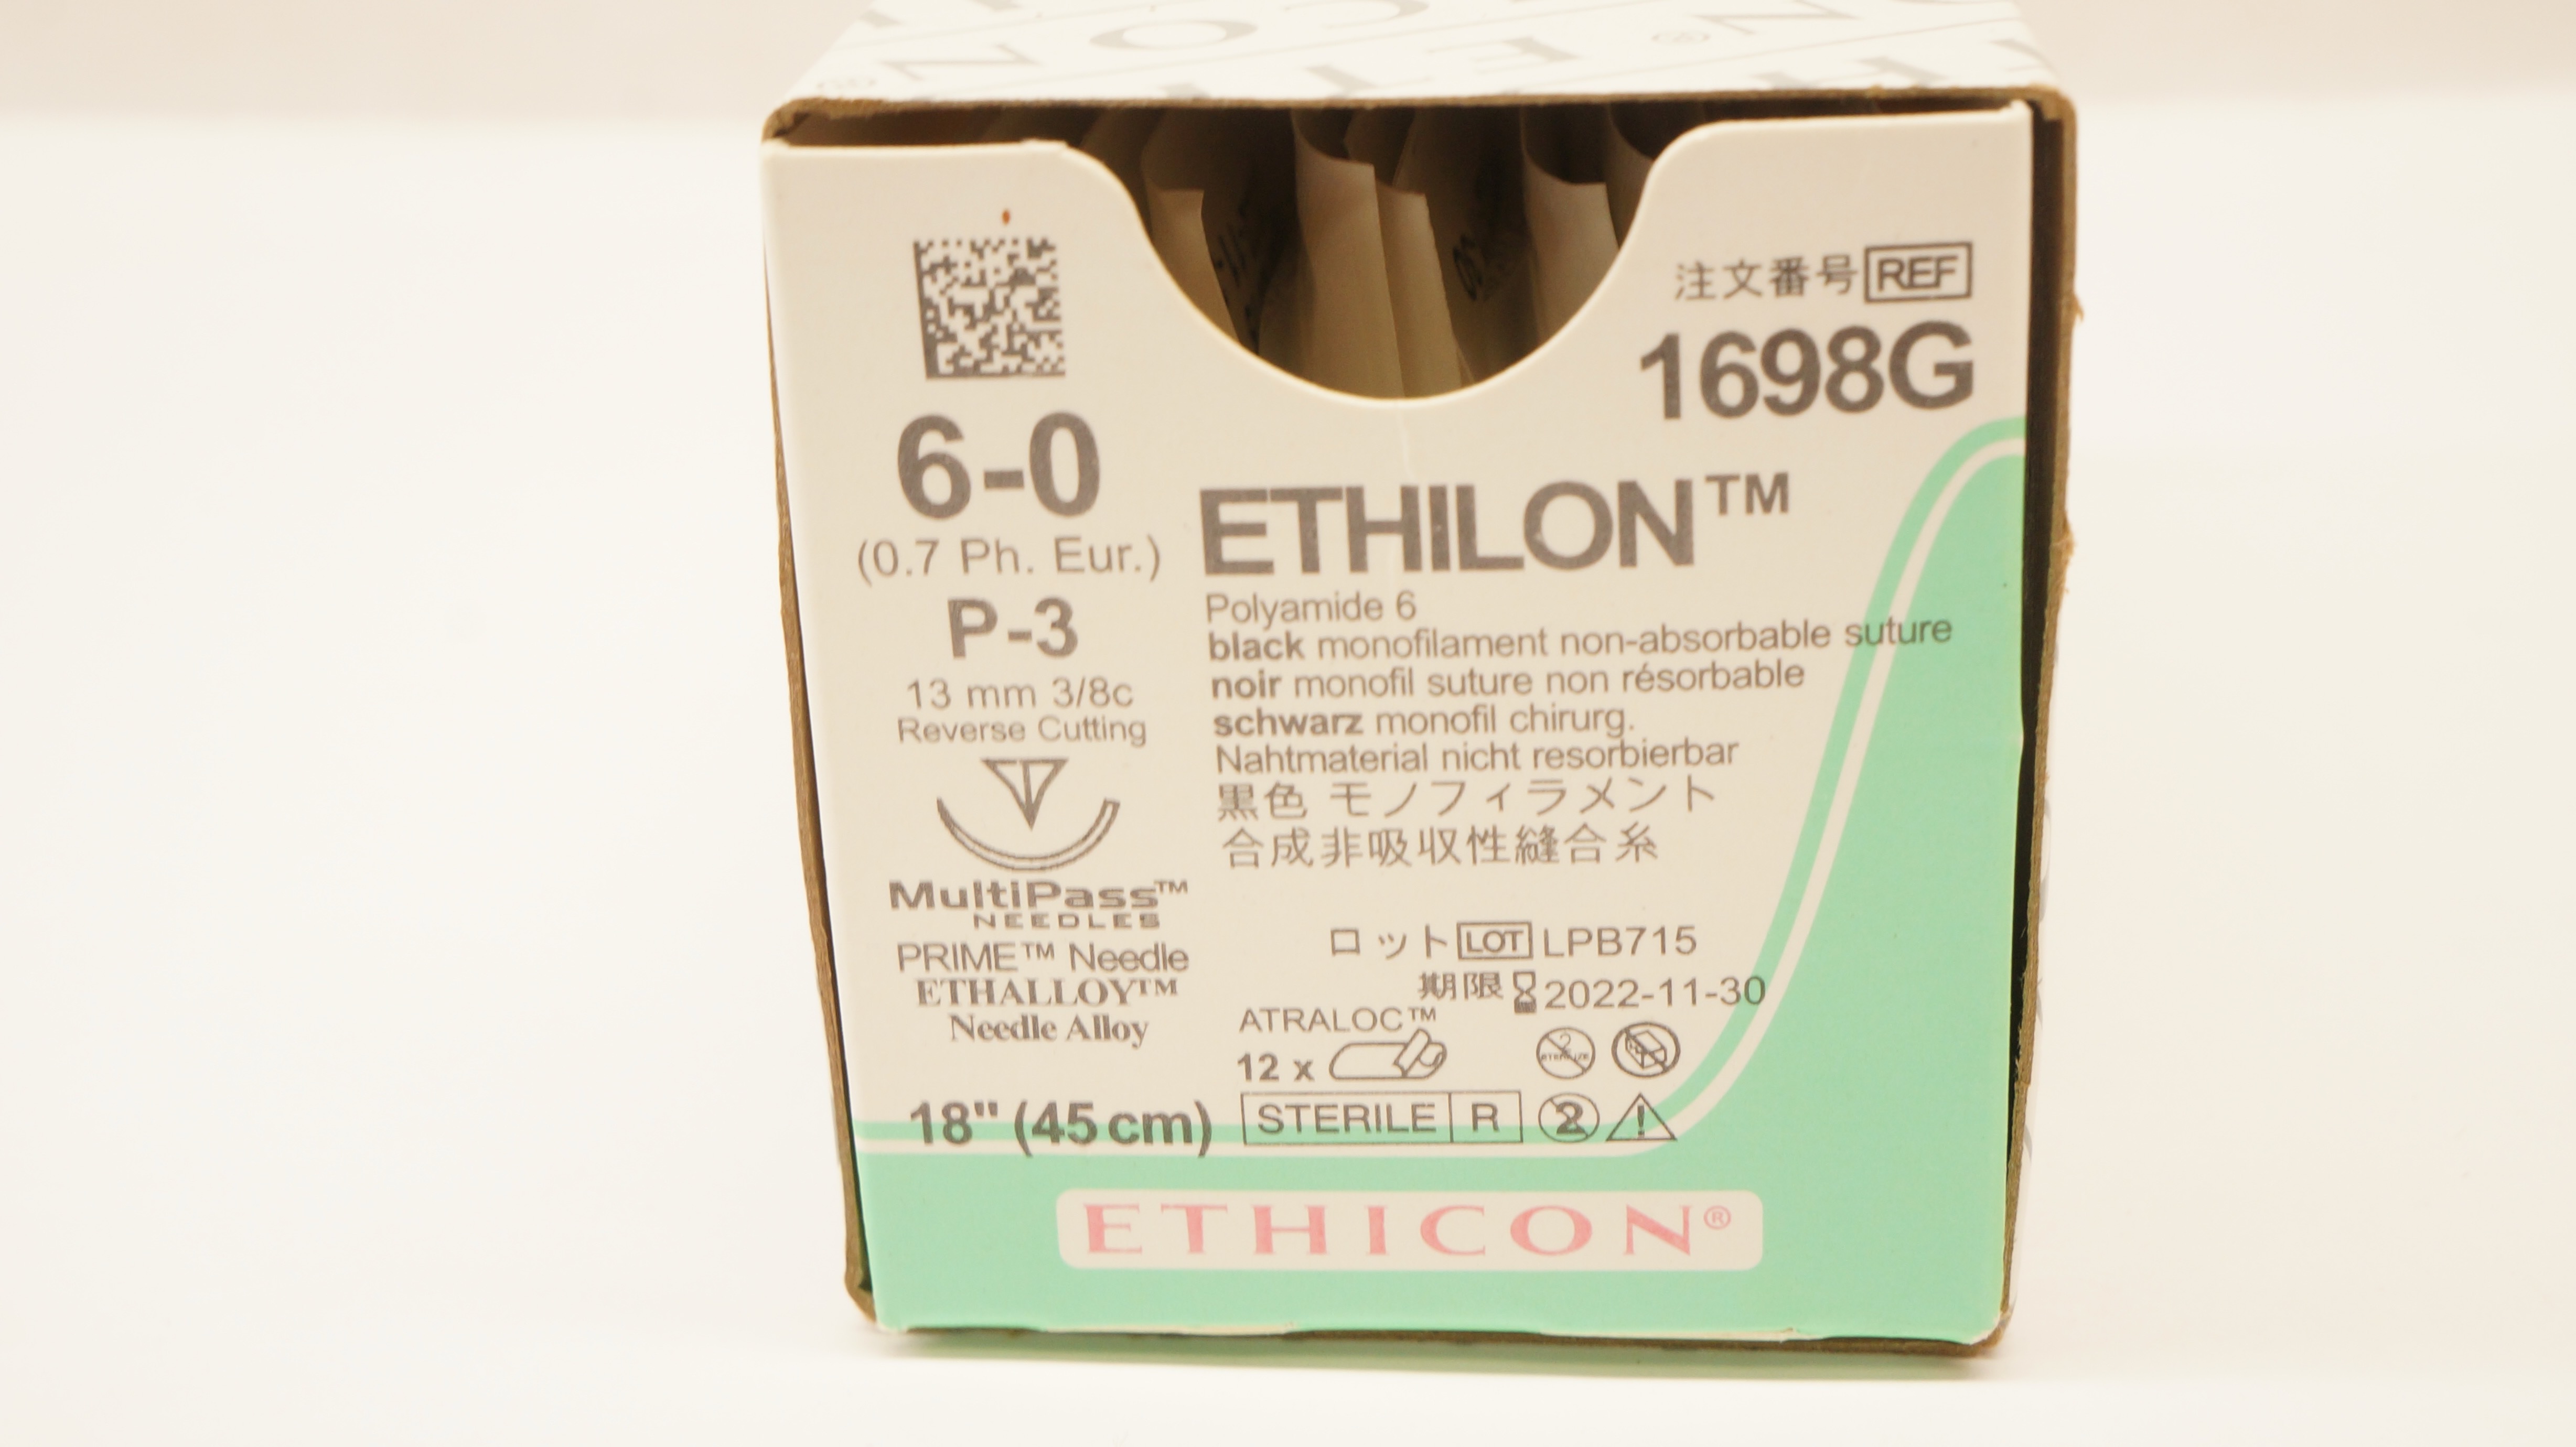 ETHICON
注文番号 REF
1698G
6-0
(0.7 Ph. Eur.)
P-3
13 mm 3/8c
Reverse Cutting
MultiPass™
NEEDLES
PRIME™ Needle
ETHALLOY™
Needle Alloy
18" (45 cm)
ETHILON™
Polyamide 6
black monofilament non-absorbable suture
noir monofil suture non résorbable
schwarz monofil chirurg.
Nahtmaterial nicht resorbierbar
黒色 モノフィラメント
合成非吸収性縫合糸
ロット LOT LPB715
期限 2022-11-30
ATRALOC™
12 x
STERILE R
2
ETHICON®